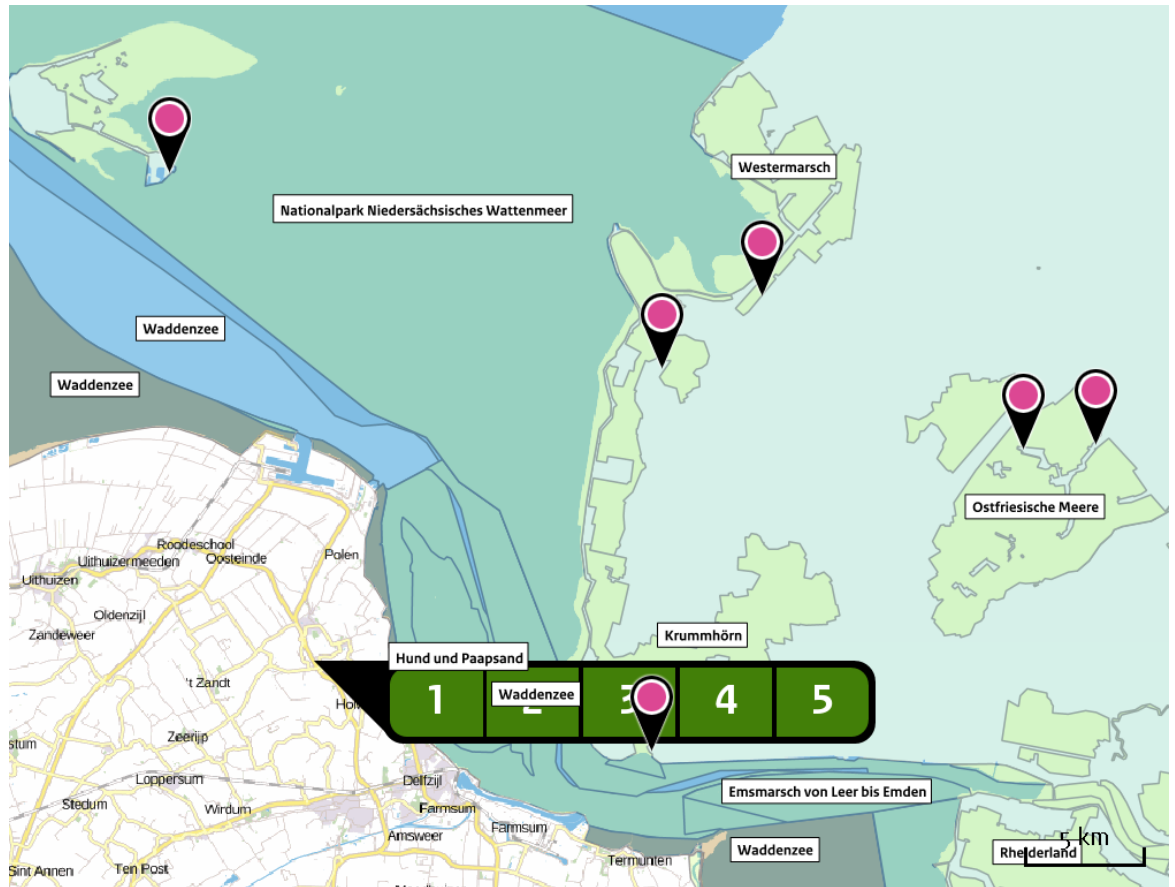 Westermarsch
Nationalpark Niedersächsisches Wattenmeer
Waddenzee
Waddenzee
Ostfriesische Meere
Roodeschool
Polen
Uithuizermeeden
Oosteinde
Uithuizen
Oldenzijl
Zandeweer
Krummhörn
Hund und Paapsand
't Zandt
Waddenzee
1 2 3 4 5
Zeerijp
Loppersum
Delfzijl
Emsmarsch von Leer bis Emden
Stedum
Wirdum
Farmsum
Farmsum
Amsweer
5 km
Waddenzee
Rheiderland
Termunten
Sint Annen
Ten Post